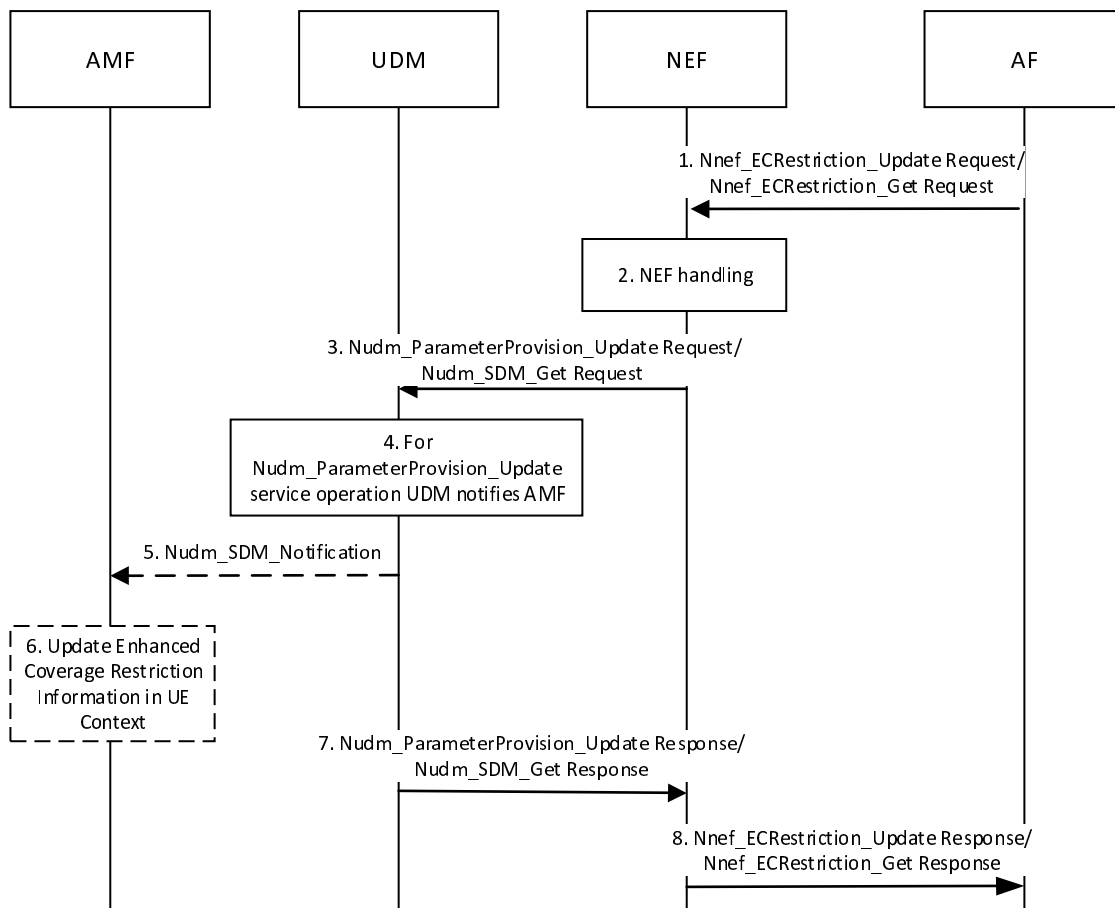 AMF
UDM
NEF
AF
1. Nnef_ECRestriction_Update Request/
Nnef_ECRestriction_Get Request
2. NEF handling
3. Nudm_ParameterProvision_Update Request/
Nudm_SDM_Get Request
4. For
Nudm_ParameterProvision_Update
service operation UDM notifies AMF
5. Nudm_SDM_Notification
6. Update Enhanced
Coverage Restriction
Information in UE
Context
7. Nudm_ParameterProvision_Update Response/
Nudm_SDM_Get Response
8. Nnef_ECRestriction_Update Response/
Nnef_ECRestriction_Get Response